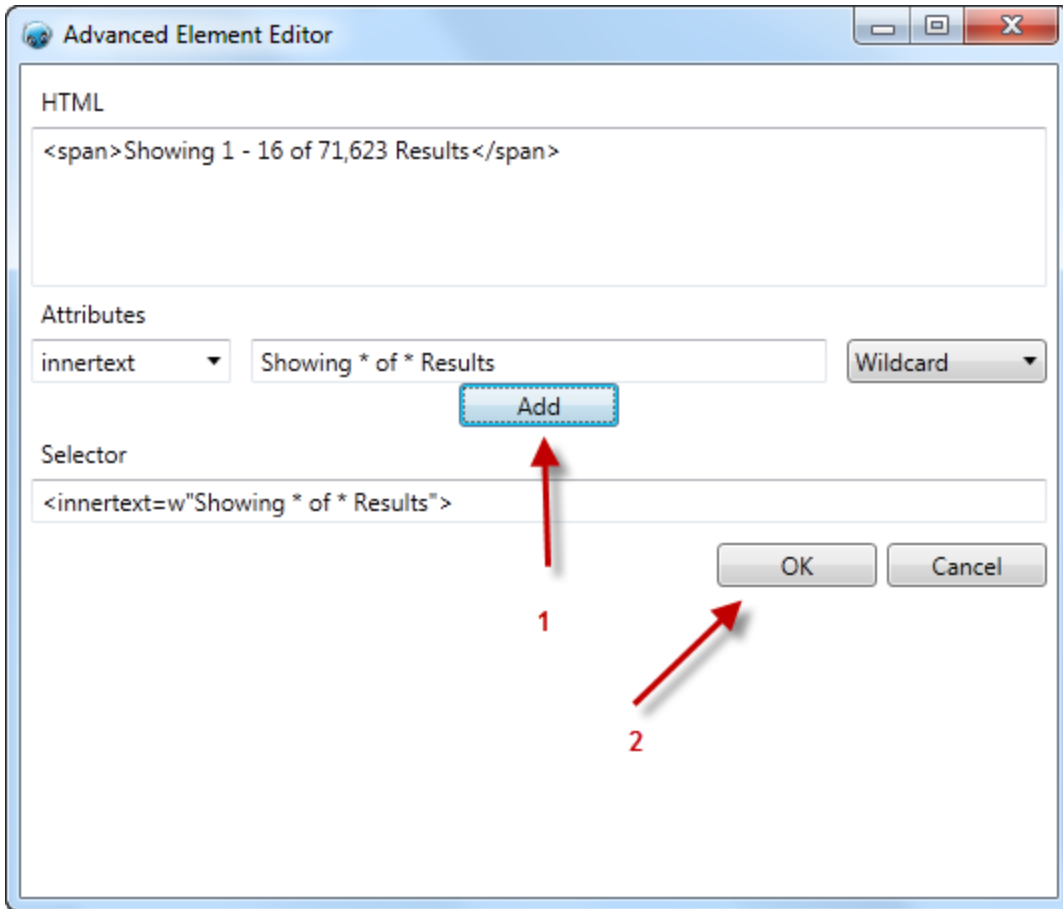 Advanced Element Editor
HTML
<span>Showing 1 - 16 of 71,623 Results</span>
Attributes
innertext Showing * of * Results Wildcard
Add
Selector
<innertext=w"Showing * of * Results">
OK Cancel
1
2